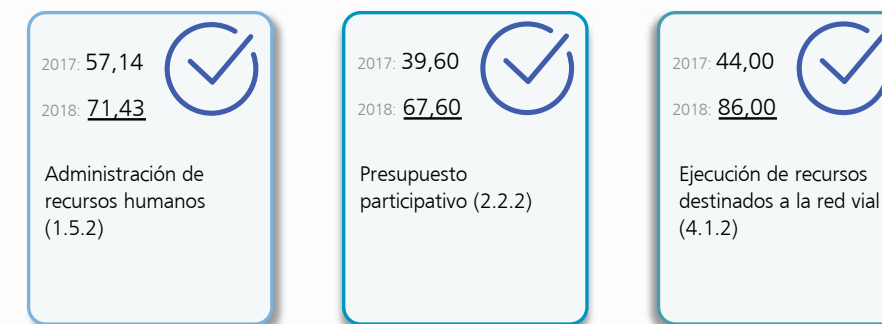 2017: 57,14
2018: 71,43
Administración de
recursos humanos
(1.5.2)
2017: 39,60
2018: 67,60
Presupuesto
participativo (2.2.2)
2017: 44,00
2018: 86,00
Ejecución de recursos
destinados a la red vial
(4.1.2)